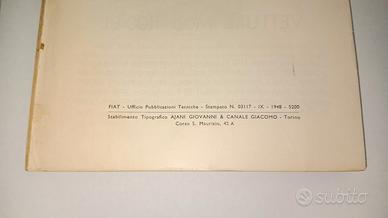 FIAT - Ufficio Pubblicazioni Tecniche - Stampato N. 03117 - IX - 1948 - 5200
Stabilimento Tipografico AJANI GIOVANNI & CANALE GIACOMO - Torino
Corso S. Maurizio, 42 A
subito